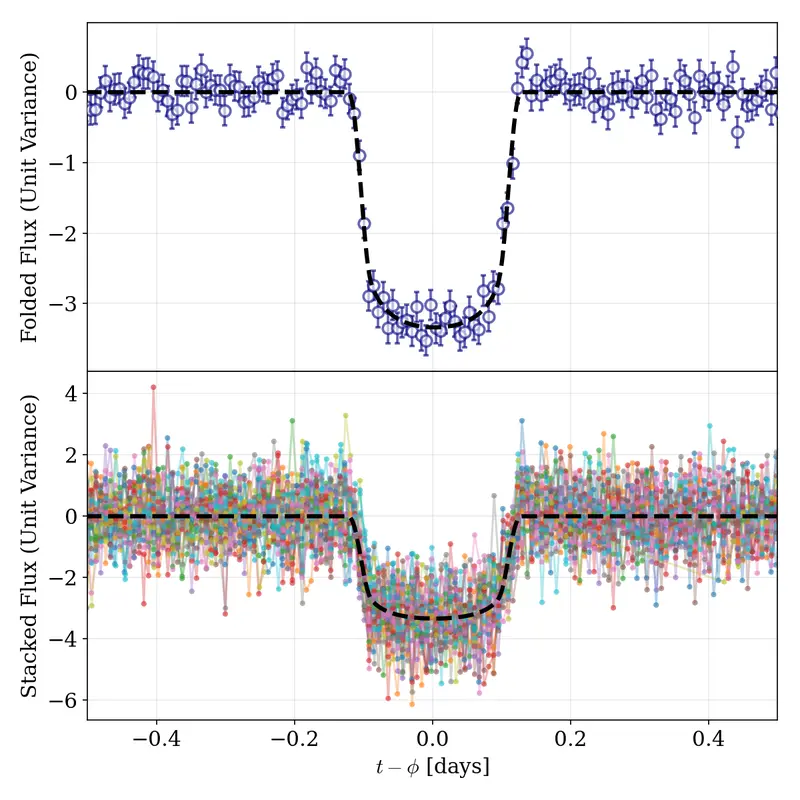 Folded Flux (Unit Variance)
0
−1
−2
−3
Stacked Flux (Unit Variance)
4
2
0
−2
−4
−6
−0.4 −0.2 0.0 0.2 0.4
t − ϕ [days]